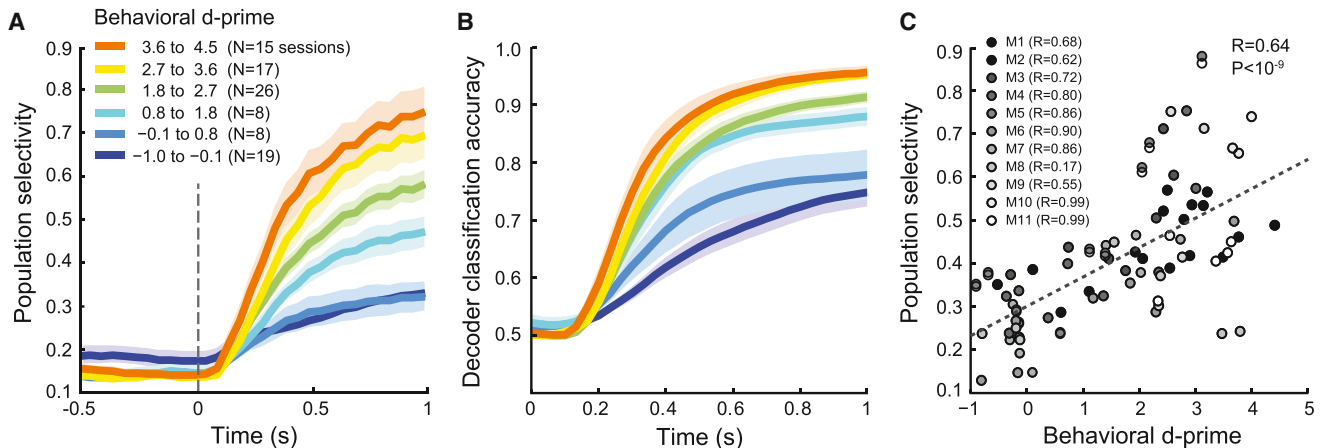 A
Behavioral d-prime
3.6 to 4.5 (N=15 sessions)
2.7 to 3.6 (N=17)
1.8 to 2.7 (N=26)
0.8 to 1.8 (N=8)
−0.1 to 0.8 (N=8)
−1.0 to −0.1 (N=19)
Population selectivity
0.9
0.8
0.7
0.6
0.5
0.4
0.3
0.2
0.1
-0.5
0
0.5
1
Time (s)
B
Decoder classification accuracy
1.0
0.9
0.8
0.7
0.6
0.5
0
0.2
0.4
0.6
0.8
1
Time (s)
C
M1 (R=0.68)
M2 (R=0.62)
M3 (R=0.72)
M4 (R=0.80)
M5 (R=0.86)
M6 (R=0.90)
M7 (R=0.86)
M8 (R=0.17)
M9 (R=0.55)
M10 (R=0.99)
M11 (R=0.99)
R=0.64
P<10⁻⁹
Population selectivity
0.9
0.8
0.7
0.6
0.5
0.4
0.3
0.2
0.1
−1
0
1
2
3
4
5
Behavioral d-prime